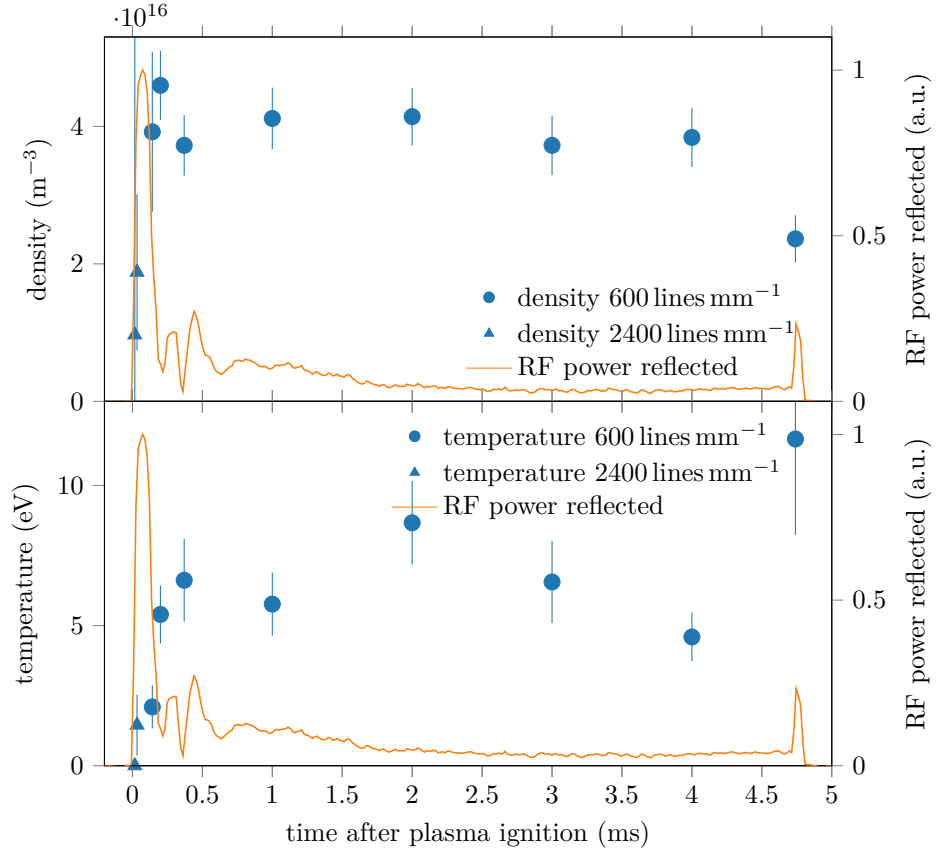 ·10^16
density (m^−3)
0
2
4
0
0.5
1
RF power reflected (a.u.)
density 600 lines mm^−1
density 2400 lines mm^−1
RF power reflected
temperature (eV)
0
5
10
0
0.5
1
RF power reflected (a.u.)
temperature 600 lines mm^−1
temperature 2400 lines mm^−1
RF power reflected
0 0.5 1 1.5 2 2.5 3 3.5 4 4.5 5
time after plasma ignition (ms)